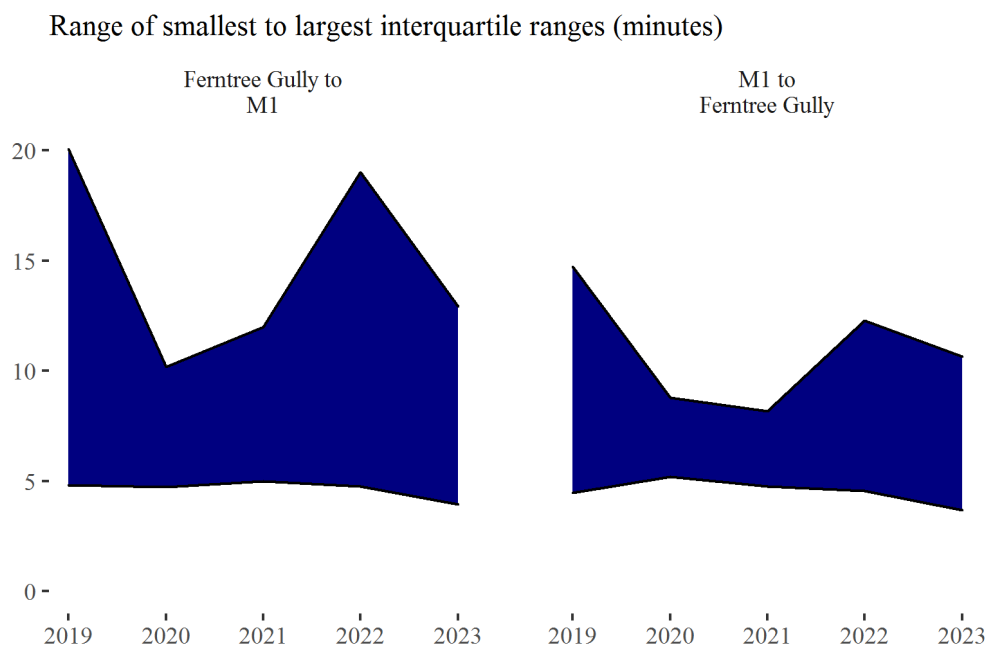 Range of smallest to largest interquartile ranges (minutes)
Ferntree Gully to
M1
M1 to
Ferntree Gully
20
15
10
5
0
2019 2020 2021 2022 2023
2019 2020 2021 2022 2023